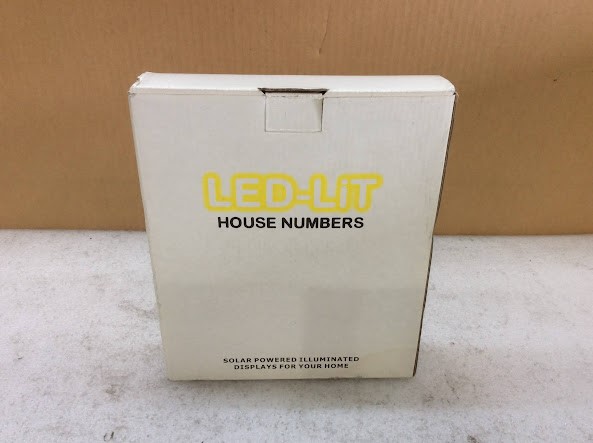 LED-LiT
HOUSE NUMBERS
SOLAR POWERED ILLUMINATED
DISPLAYS FOR YOUR HOME